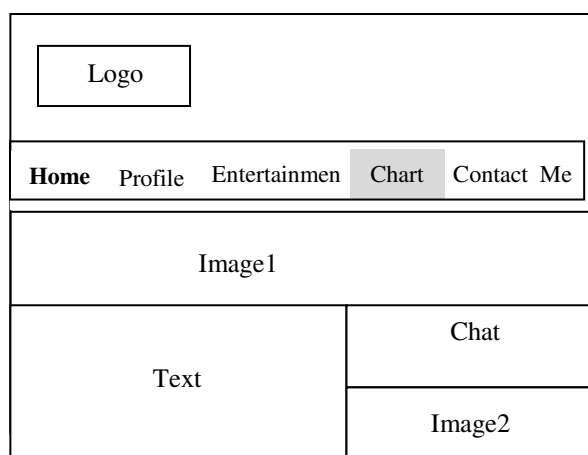 Logo
Home Profile Entertainmen Chart Contact Me
Image1
Chat
Text
Image2